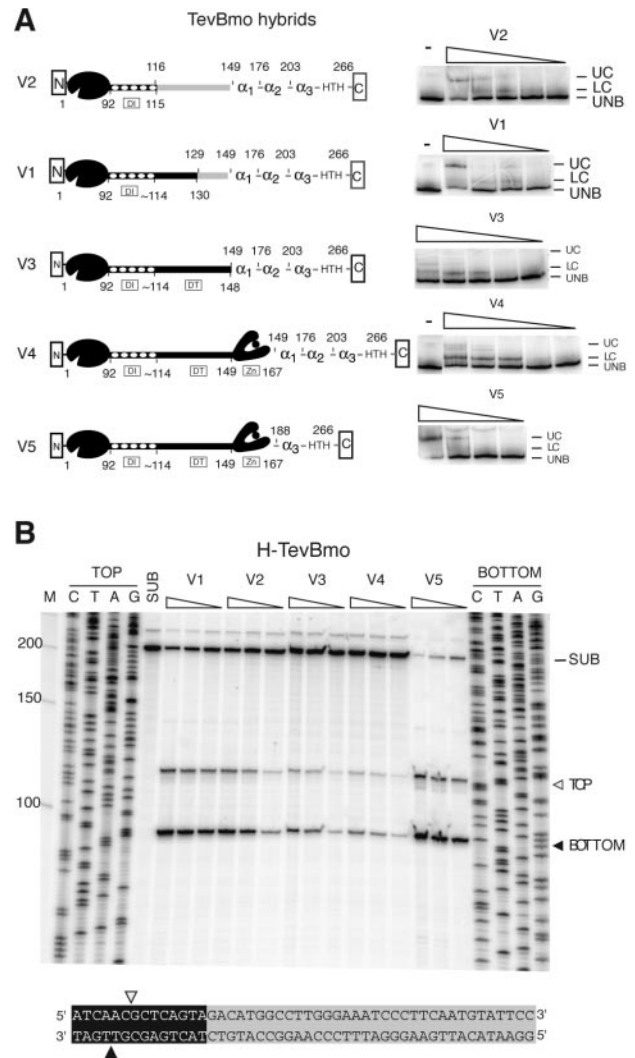 A
TevBmo hybrids
V2
N
1
92
DI
115
116
149 176 203 266
α1 – α2 – α3 – HTH – C
V2
-
UC
LC
UNB
V1
N
1
92
DI
~114
129
130
149 176 203 266
α1 – α2 – α3 – HTH – C
V1
-
UC
LC
UNB
V3
N
1
92
DI
~114
DT
148
149 176 203 266
α1 – α2 – α3 – HTH – C
V3
UC
LC
UNB
V4
N
1
92
DI
~114
DT
149
Zn
167
149 176 203 266
α1 – α2 – α3 – HTH – C
V4
-
UC
LC
UNB
V5
N
1
92
DI
~114
DT
149
Zn
167
188 266
α3 – HTH – C
V5
UC
LC
UNB
B
H-TevBmo
TOP
M C T A G
SUB
V1 V2 V3 V4 V5
BOTTOM
C T A G
200
150
100
SUB
TOP
BOTTOM
5' ATCAACGCTCAGTAGACATGGCCTTGGGAAATCCCTTCAATGTATTCC 3'
3' TAGTTGCGAGTCATCTGTACCGGAACCCTTTAGGGAAGTTACATAAGG 5'